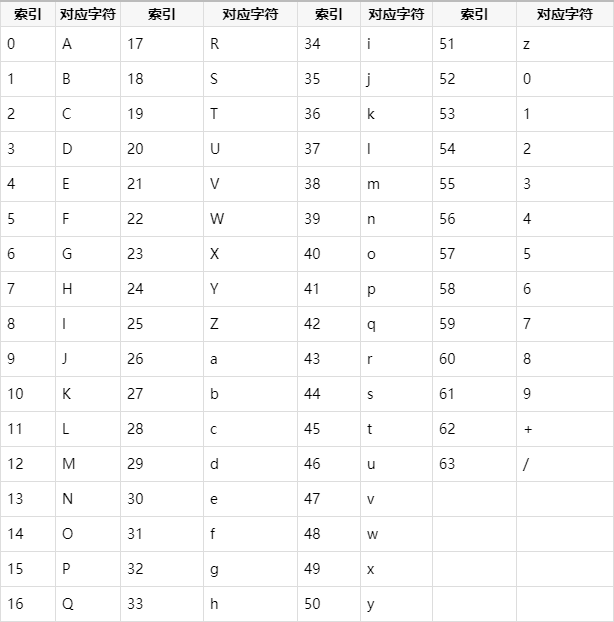 索引 对应字符 索引 对应字符 索引 对应字符 索引 对应字符
0 A 17 R 34 i 51 z
1 B 18 S 35 j 52 0
2 C 19 T 36 k 53 1
3 D 20 U 37 l 54 2
4 E 21 V 38 m 55 3
5 F 22 W 39 n 56 4
6 G 23 X 40 o 57 5
7 H 24 Y 41 p 58 6
8 I 25 Z 42 q 59 7
9 J 26 a 43 r 60 8
10 K 27 b 44 s 61 9
11 L 28 c 45 t 62 +
12 M 29 d 46 u 63 /
13 N 30 e 47 v
14 O 31 f 48 w
15 P 32 g 49 x
16 Q 33 h 50 y